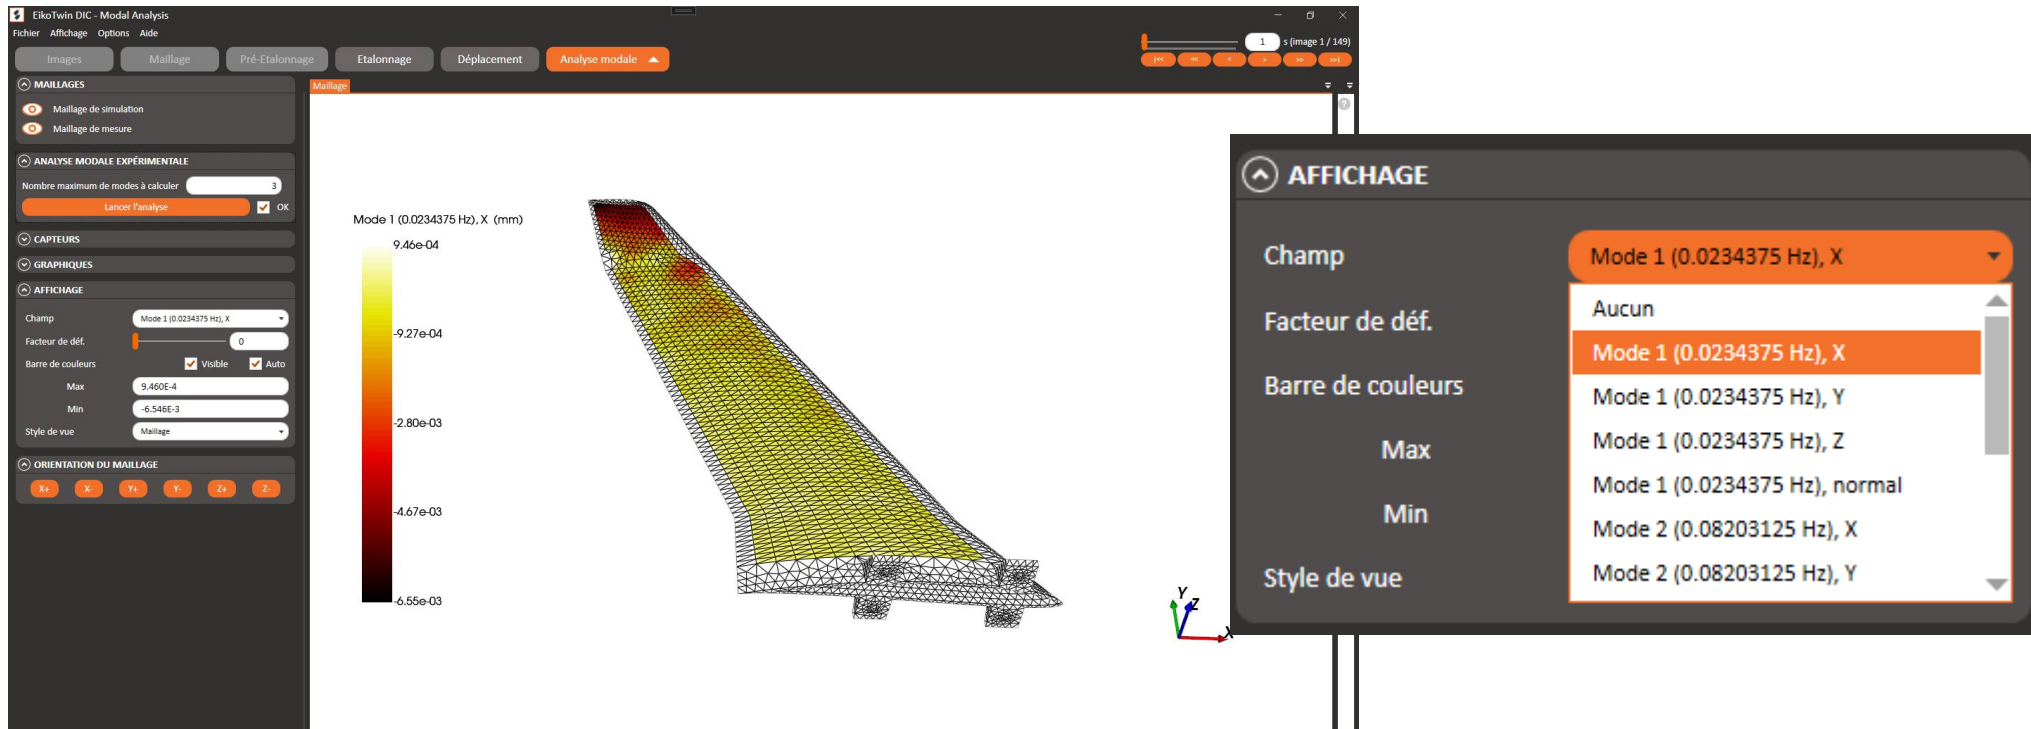 EikoTwin DIC - Modal Analysis
Fichier Affichage Options Aide
Images Maillage Pré-Etalonnage Etalonnage Déplacement Analyse modale
1 s (image 1 / 149)
|<< << < > >> >>|
MAILLAGES
Maillage de simulation
Maillage de mesure
ANALYSE MODALE EXPÉRIMENTALE
Nombre maximum de modes à calculer 3
Lancer l'analyse OK
CAPTEURS
GRAPHIQUES
AFFICHAGE
Champ Mode 1 (0.0234375 Hz), X
Facteur de déf. 0
Barre de couleurs Visible Auto
Max 9.460E-4
Min -6.546E-3
Style de vue Maillage
ORIENTATION DU MAILLAGE
X+ X- Y+ Y- Z+ Z-
Maillage
?
Mode 1 (0.0234375 Hz), X (mm)
9.46e-04
-9.27e-04
-2.80e-03
-4.67e-03
-6.55e-03
Y
Z
X
AFFICHAGE
Champ Mode 1 (0.0234375 Hz), X
Facteur de déf.
Barre de couleurs
Max
Min
Style de vue
Aucun
Mode 1 (0.0234375 Hz), X
Mode 1 (0.0234375 Hz), Y
Mode 1 (0.0234375 Hz), Z
Mode 1 (0.0234375 Hz), normal
Mode 2 (0.08203125 Hz), X
Mode 2 (0.08203125 Hz), Y